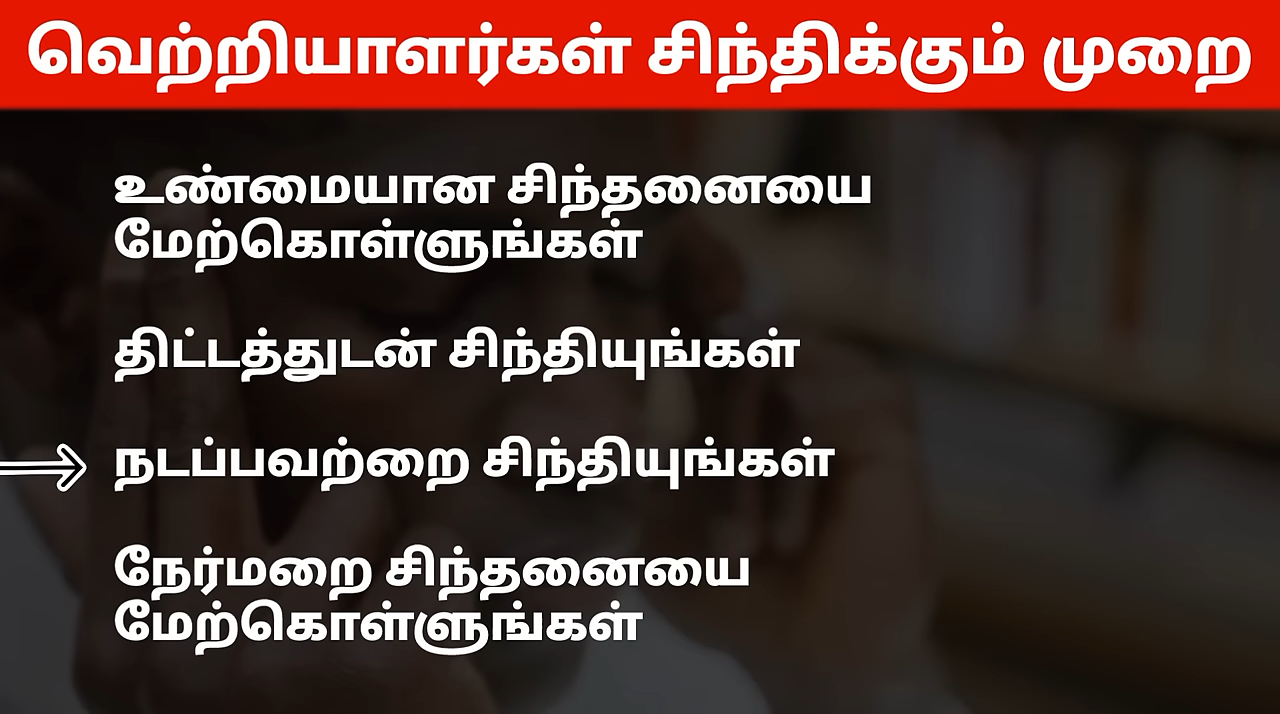 வெற்றியாளர்கள் சிந்திக்கும் முறை
உண்மையான சிந்தனையை
மேற்கொள்ளுங்கள்
திட்டத்துடன் சிந்தியுங்கள்
நடப்பவற்றை சிந்தியுங்கள்
நேர்மறை சிந்தனையை
மேற்கொள்ளுங்கள்